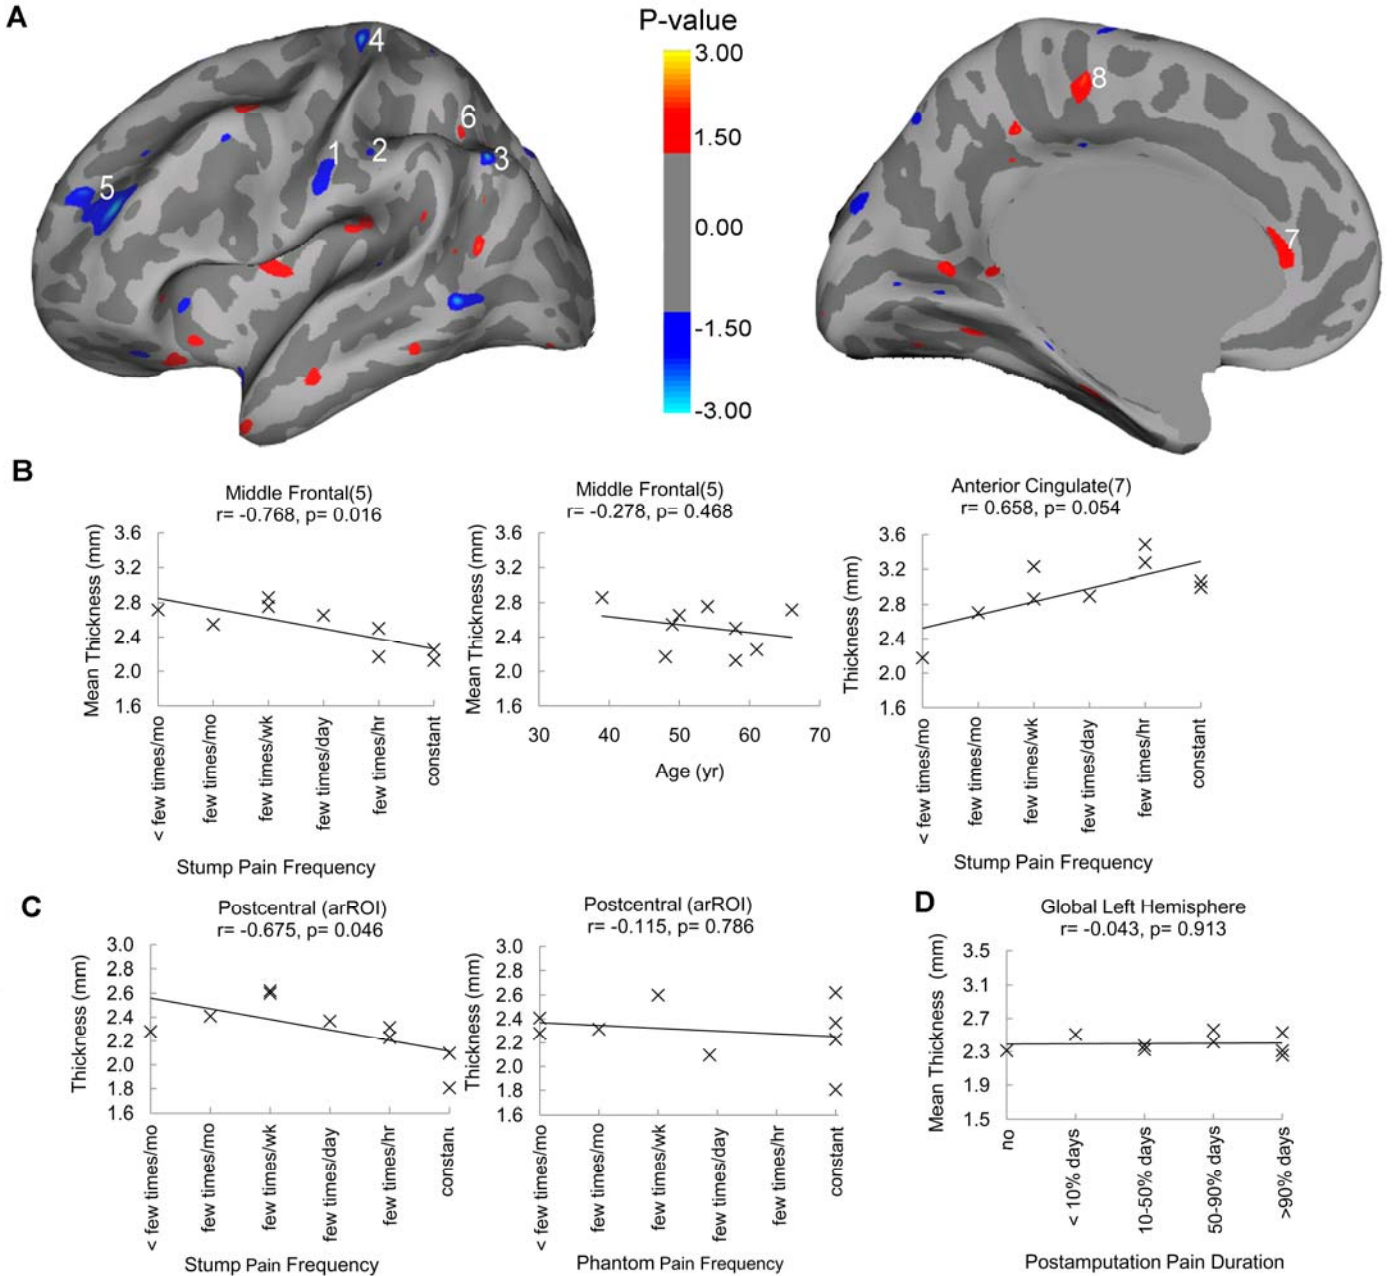 A
P-value
3.00
1.50
0.00
-1.50
-3.00
4
6
1
2
3
5
8
7
B
Middle Frontal(5)
r= -0.768, p= 0.016
Mean Thickness (mm)
3.6
3.2
2.8
2.4
2.0
1.6
< few times/mo
few times/mo
few times/wk
few times/day
few times/hr
constant
Stump Pain Frequency
Middle Frontal(5)
r= -0.278, p= 0.468
Mean Thickness (mm)
3.6
3.2
2.8
2.4
2.0
1.6
30 40 50 60 70
Age (yr)
Anterior Cingulate(7)
r= 0.658, p= 0.054
Thickness (mm)
3.6
3.2
2.8
2.4
2.0
1.6
< few times/mo
few times/mo
few times/wk
few times/day
few times/hr
constant
Stump Pain Frequency
C
Postcentral (arROI)
r= -0.675, p= 0.046
Thickness (mm)
3.0
2.8
2.6
2.4
2.2
2.0
1.8
1.6
< few times/mo
few times/mo
few times/wk
few times/day
few times/hr
constant
Stump Pain Frequency
Postcentral (arROI)
r= -0.115, p= 0.786
Thickness (mm)
3.0
2.8
2.6
2.4
2.2
2.0
1.8
1.6
< few times/mo
few times/mo
few times/wk
few times/day
few times/hr
constant
Phantom Pain Frequency
D
Global Left Hemisphere
r= -0.043, p= 0.913
Mean Thickness (mm)
3.5
3.1
2.7
2.3
1.9
1.5
no
< 10% days
10-50% days
50-90% days
>90% days
Postamputation Pain Duration